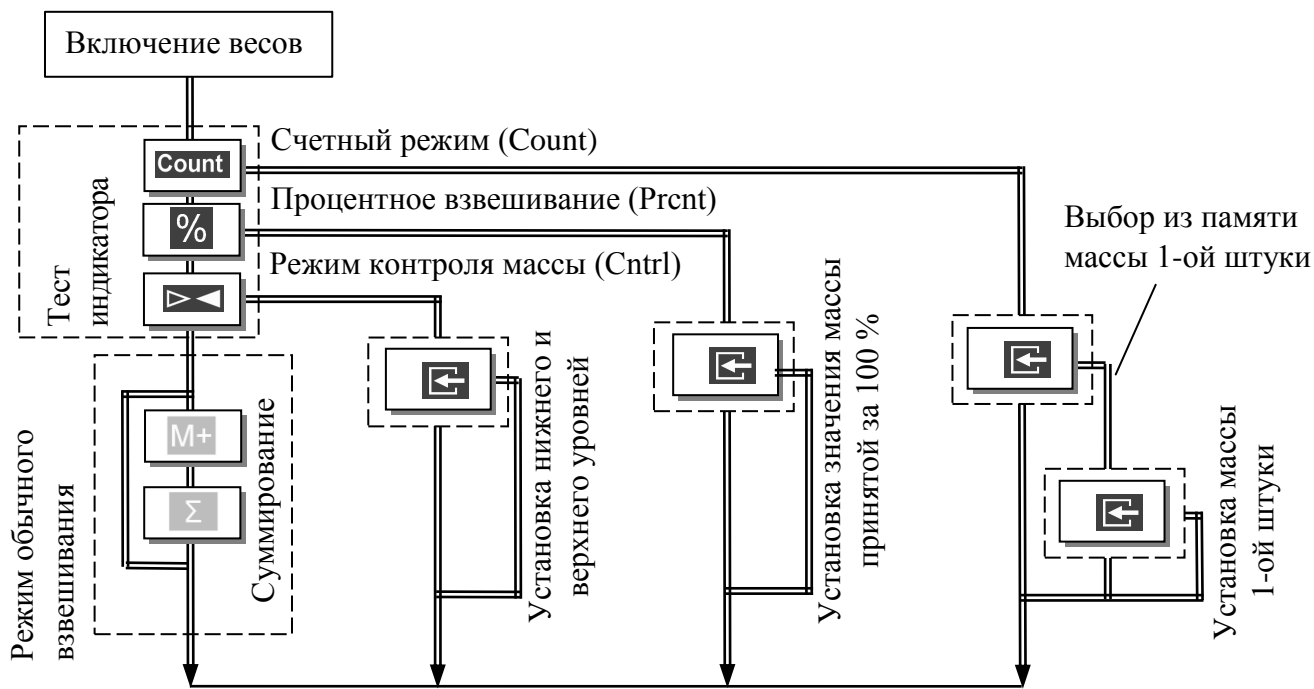 Включение весов
Счетный режим (Count)
Count
Процентное взвешивание (Prcnt)
%
Режим контроля массы (Cntrl)
Тест
индикатора
Выбор из памяти
массы 1-ой штуки
M+
Σ
Режим обычного
взвешивания
Суммирование
Установка нижнего и
верхнего уровней
Установка значения массы
принятой за 100 %
Установка массы
1-ой штуки